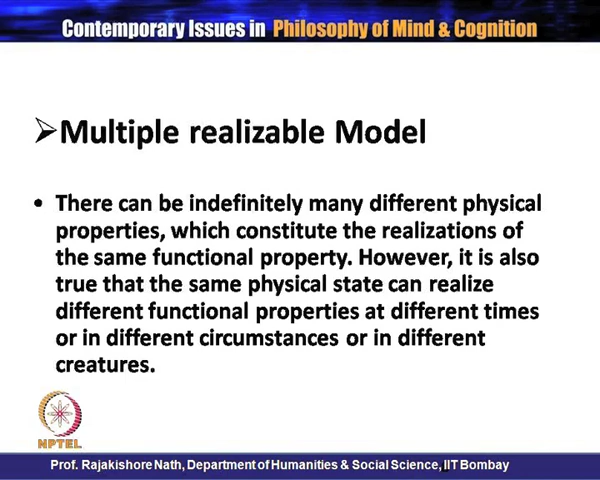 Contemporary Issues in Philosophy of Mind & Cognition
➢Multiple realizable Model
• There can be indefinitely many different physical
properties, which constitute the realizations of
the same functional property. However, it is also
true that the same physical state can realize
different functional properties at different times
or in different circumstances or in different
creatures.
NPTEL
Prof. Rajakishore Nath, Department of Humanities & Social Science, IIT Bombay